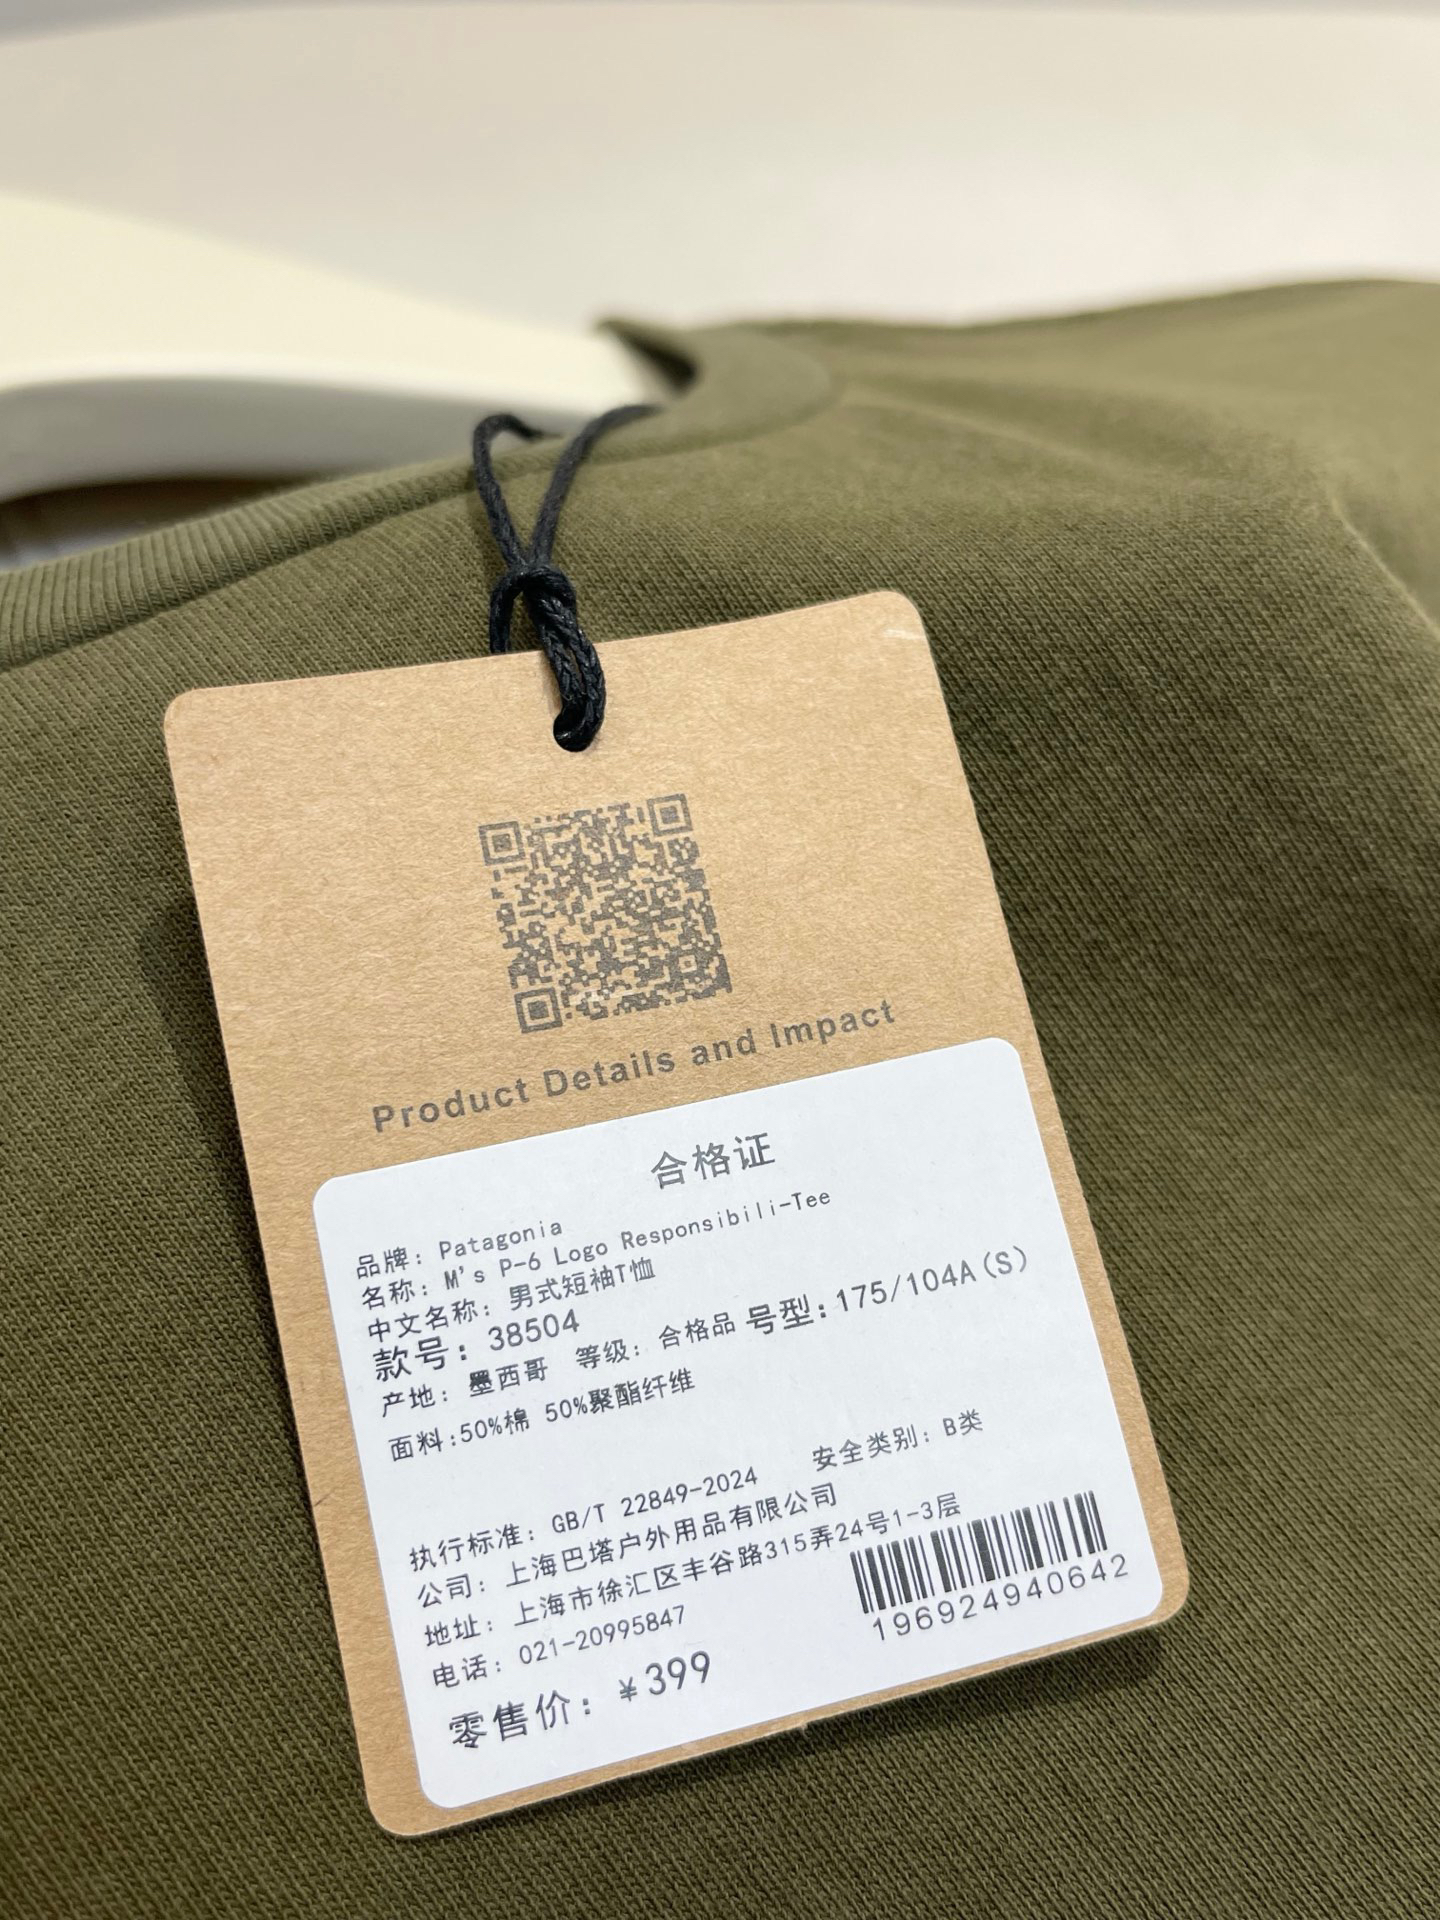 Product Details and Impact
合格证
品牌: Patagonia
名称: M's P-6 Logo Responsibili-Tee
中文名称: 男式短袖T恤
款号: 38504
产地: 墨西哥 等级: 合格品 号型:175/104A(S)
面料:50%棉 50%聚酯纤维
执行标准: GB/T 22849-2024 安全类别: B类
公司: 上海巴塔户外用品有限公司
地址: 上海市徐汇区丰谷路315弄24号1-3层
电话: 021-20995847
196924940642
零售价: ¥399